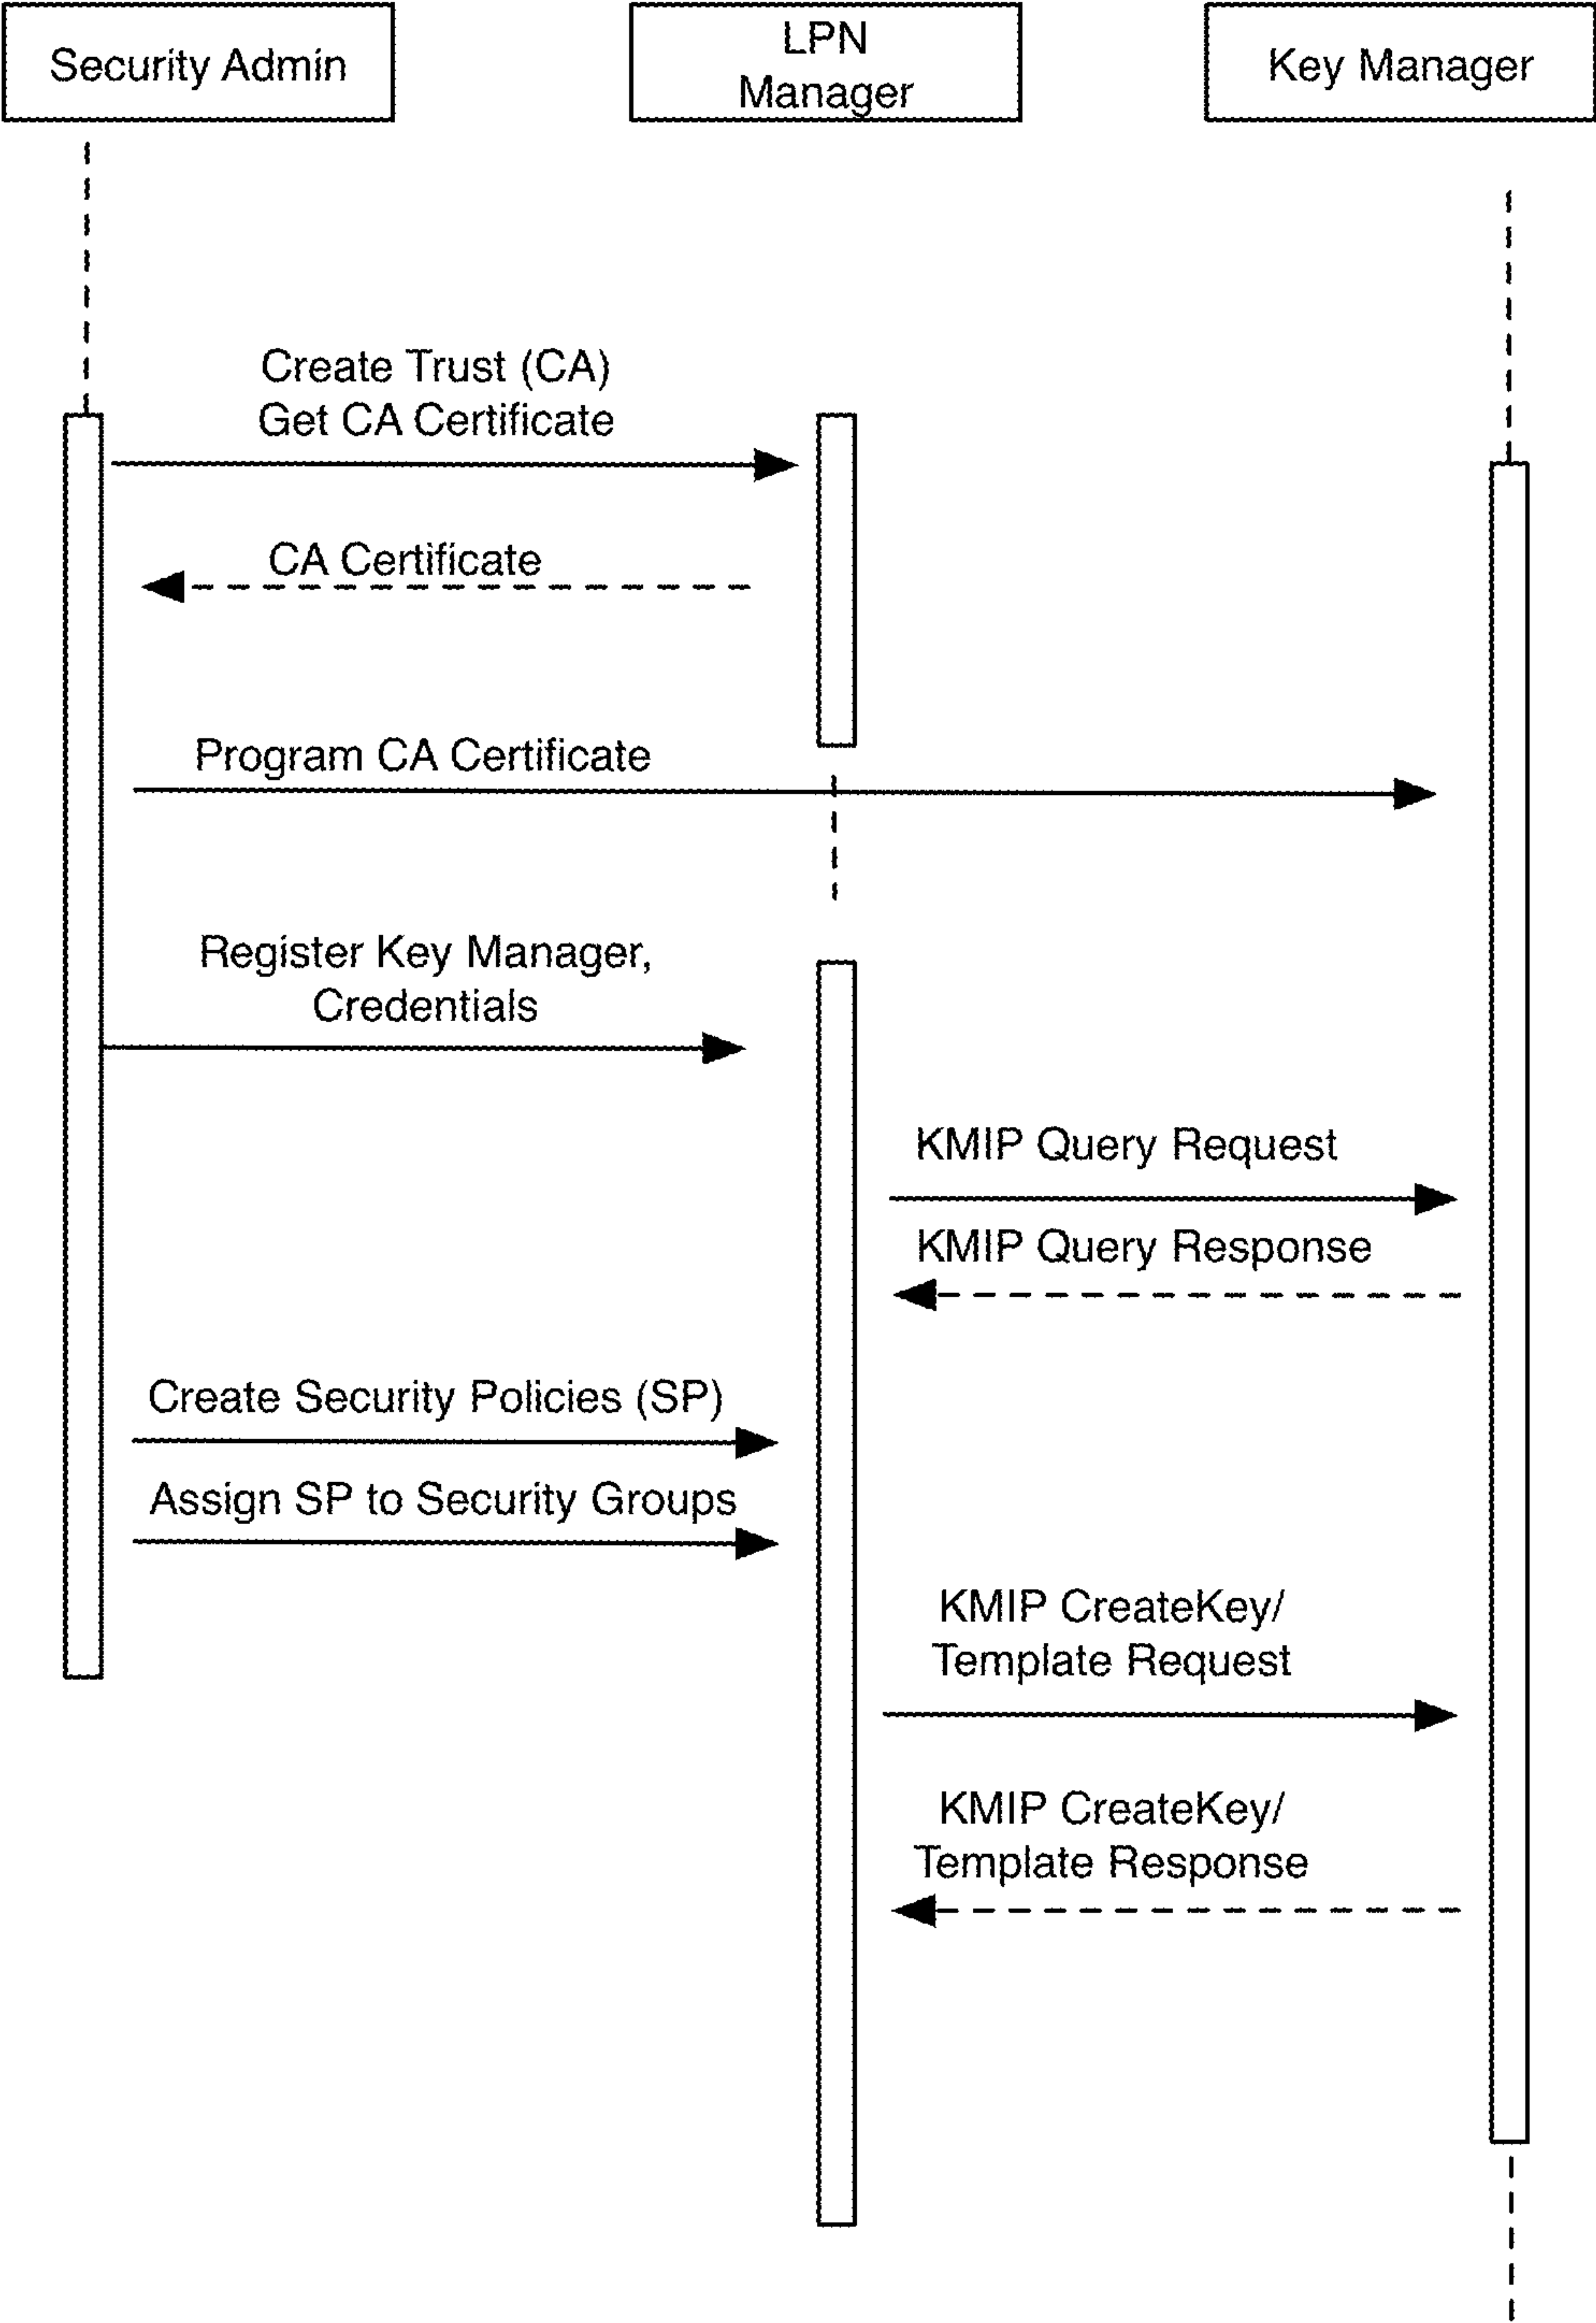 Security Admin
LPN
Manager
Key Manager
Create Trust (CA)
Get CA Certificate
CA Certificate
Program CA Certificate
Register Key Manager,
Credentials
KMIP Query Request
KMIP Query Response
Create Security Policies (SP)
Assign SP to Security Groups
KMIP CreateKey/
Template Request
KMIP CreateKey/
Template Response